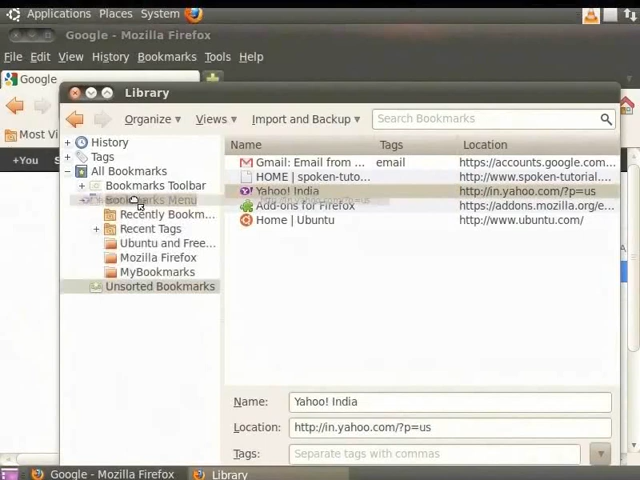 Applications Places System
Google - Mozilla Firefox
File Edit View History Bookmarks Tools Help
Google
Library
Organize Views Import and Backup Search Bookmarks
Most Vi
+You
History
Tags
All Bookmarks
Bookmarks Toolbar
Bookmarks Menu
Recently Bookm...
Recent Tags
Ubuntu and Free...
Mozilla Firefox
MyBookmarks
Unsorted Bookmarks
Name Tags Location
Gmail: Email from ... email https://accounts.google.com...
HOME | spoken-tuto... http://www.spoken-tutorial....
Yahoo! India http://in.yahoo.com/?p=us
Add-ons for Firefox https://addons.mozilla.org/e...
Home | Ubuntu http://www.ubuntu.com/
Name: Yahoo! India
Location: http://in.yahoo.com/?p=us
Tags: Separate tags with commas
Google - Mozilla Firefox Library